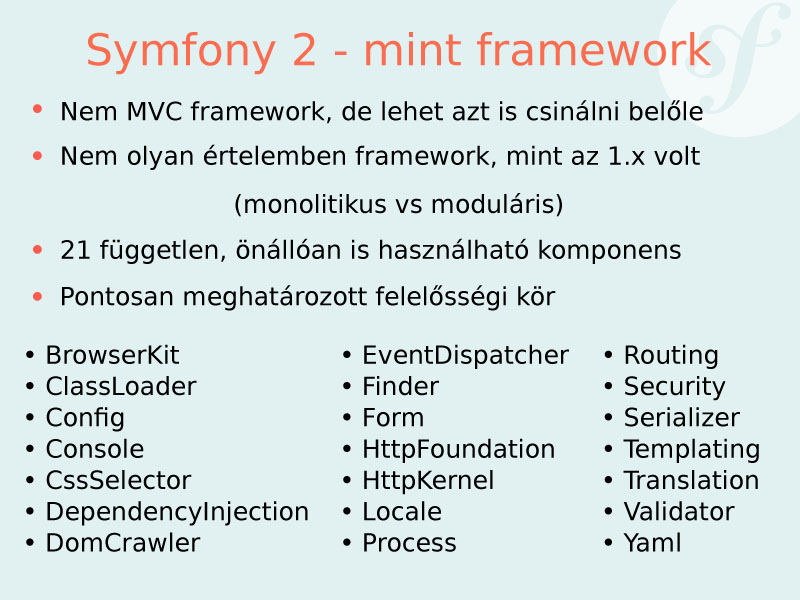 Symfony 2 - mint framework
• Nem MVC framework, de lehet azt is csinálni belőle
• Nem olyan értelemben framework, mint az 1.x volt
(monolitikus vs moduláris)
• 21 független, önállóan is használható komponens
• Pontosan meghatározott felelősségi kör
• BrowserKit
• ClassLoader
• Config
• Console
• CssSelector
• DependencyInjection
• DomCrawler
• EventDispatcher
• Finder
• Form
• HttpFoundation
• HttpKernel
• Locale
• Process
• Routing
• Security
• Serializer
• Templating
• Translation
• Validator
• Yaml